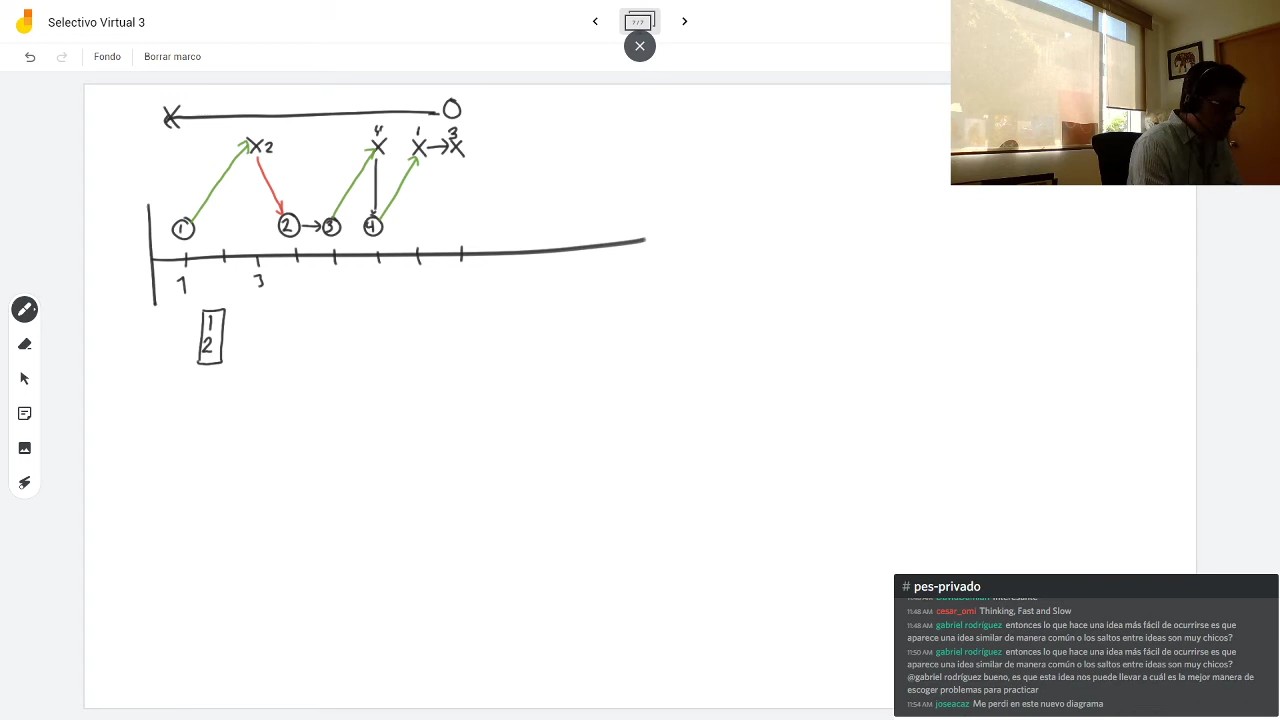 Selectivo Virtual 3
7 / 7
Fondo
Borrar marco
X O
X 2 4 X 1 X → 3 X
1 2 → 3 4
1 3
1
2
# pes-privado
11:48 AM cesar_omi Thinking, Fast and Slow
11:48 AM gabriel rodríguez entonces lo que hace una idea más fácil de ocurrirse es que
aparece una idea similar de manera común o los saltos entre ideas son muy chicos?
11:50 AM gabriel rodríguez entonces lo que hace una idea más fácil de ocurrirse es que
aparece una idea similar de manera común o los saltos entre ideas son muy chicos?
@gabriel rodríguez bueno, es que esta idea nos puede llevar a cuál es la mejor manera de
escoger problemas para practicar
11:54 AM joseacaz Me perdi en este nuevo diagrama